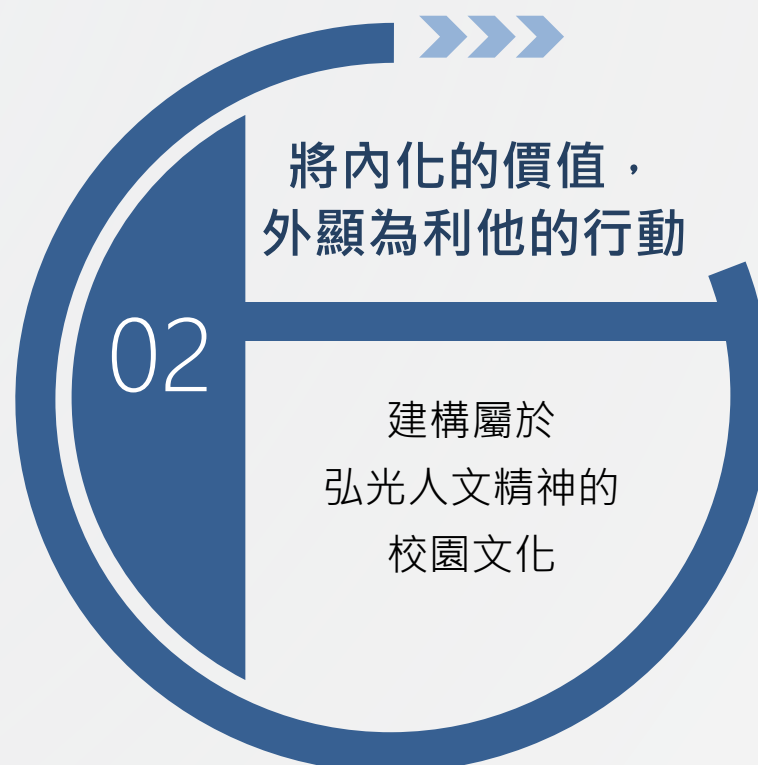 將內化的價值，
外顯為利他的行動
02
建構屬於
弘光人文精神的
校園文化